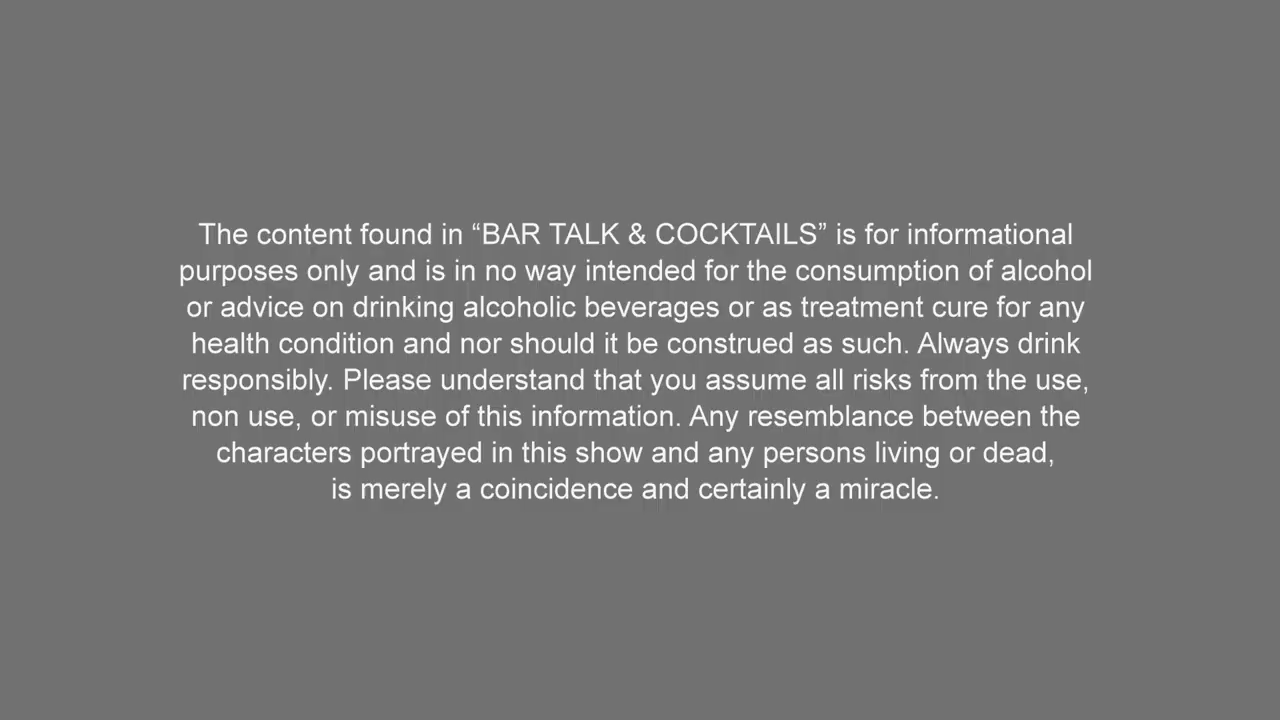 The content found in “BAR TALK & COCKTAILS” is for informational
purposes only and is in no way intended for the consumption of alcohol
or advice on drinking alcoholic beverages or as treatment cure for any
health condition and nor should it be construed as such. Always drink
responsibly. Please understand that you assume all risks from the use,
non use, or misuse of this information. Any resemblance between the
characters portrayed in this show and any persons living or dead,
is merely a coincidence and certainly a miracle.